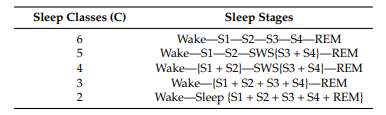 Sleep Classes (C) Sleep Stages
6 Wake—S1—S2—S3—S4—REM
5 Wake—S1—S2—SWS{S3 + S4}—REM
4 Wake—{S1 + S2}—SWS{S3 + S4}—REM
3 Wake—{S1 + S2 + S3 + S4}—REM
2 Wake—Sleep {S1 + S2 + S3 + S4 + REM}